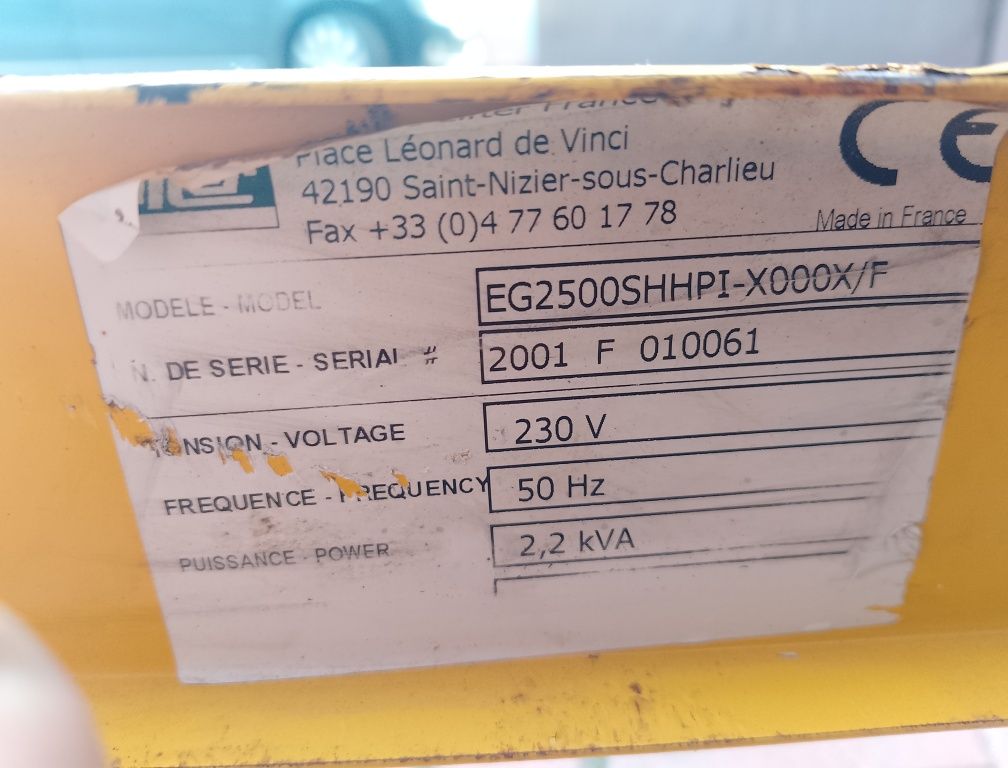 Place Léonard de Vinci
42190 Saint-Nizier-sous-Charlieu
Fax +33 (0)4 77 60 17 78
CE
Made in France
MODELE - MODEL EG2500SHHPI-X000X/F
N. DE SERIE - SERIAL # 2001 F 010061
TENSION - VOLTAGE 230 V
FREQUENCE - FREQUENCY 50 Hz
PUISSANCE - POWER 2,2 kVA